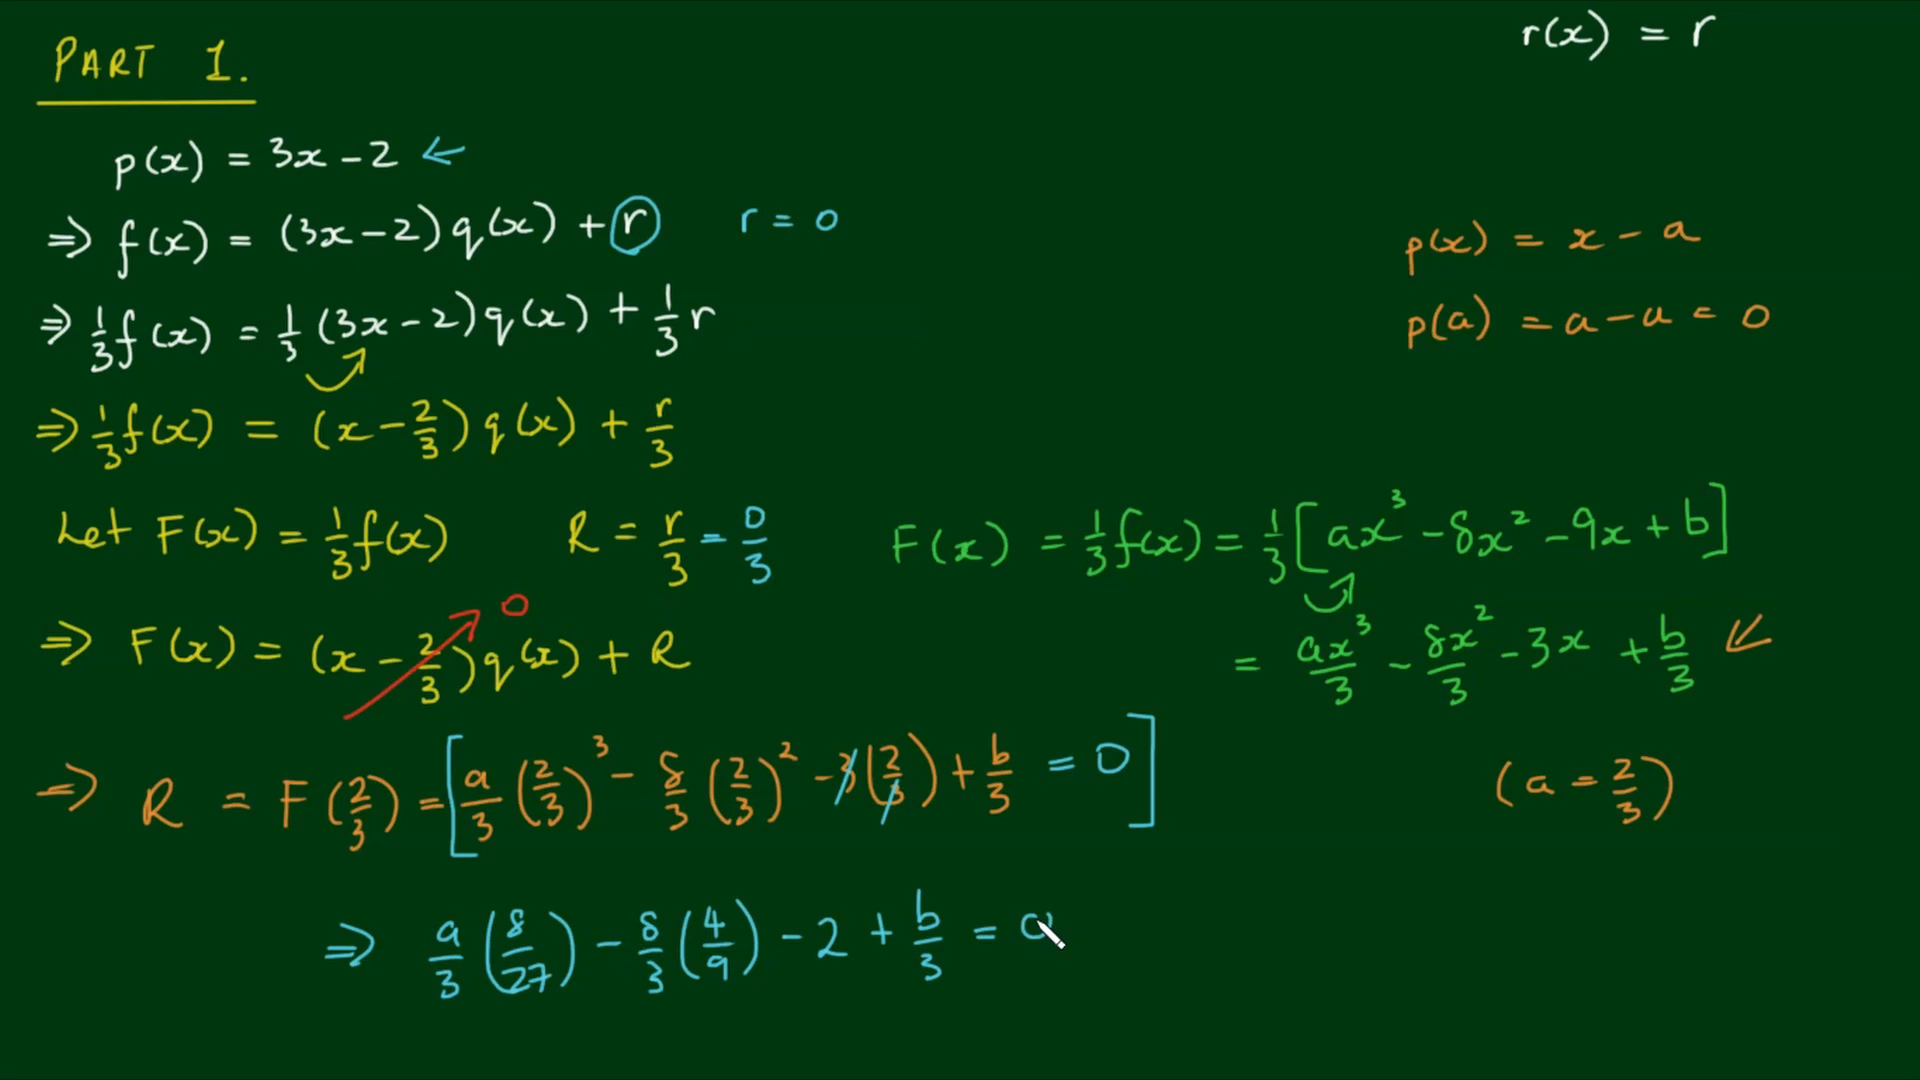 r(x) = r
PART 1.
p(x) = 3x - 2 ←
⇒ f(x) = (3x - 2) q(x) + r    r = 0
p(x) = x - a
⇒ 1/3 f(x) = 1/3 (3x - 2) q(x) + 1/3 r
p(a) = a - a = 0
⇒ 1/3 f(x) = (x - 2/3) q(x) + r/3
Let F(x) = 1/3 f(x)    R = r/3 = 0/3
F(x) = 1/3 f(x) = 1/3 [ax³ - 8x² - 9x + b]
0
⇒ F(x) = (x - 2/3) q(x) + R
= ax³/3 - 8x²/3 - 3x + b/3 ↙
⇒ R = F(2/3) = [a/3 (2/3)³ - 8/3 (2/3)² - 3(2/3) + b/3 = 0]
(a = 2/3)
⇒ a/3 (8/27) - 8/3 (4/9) - 2 + b/3 = 0